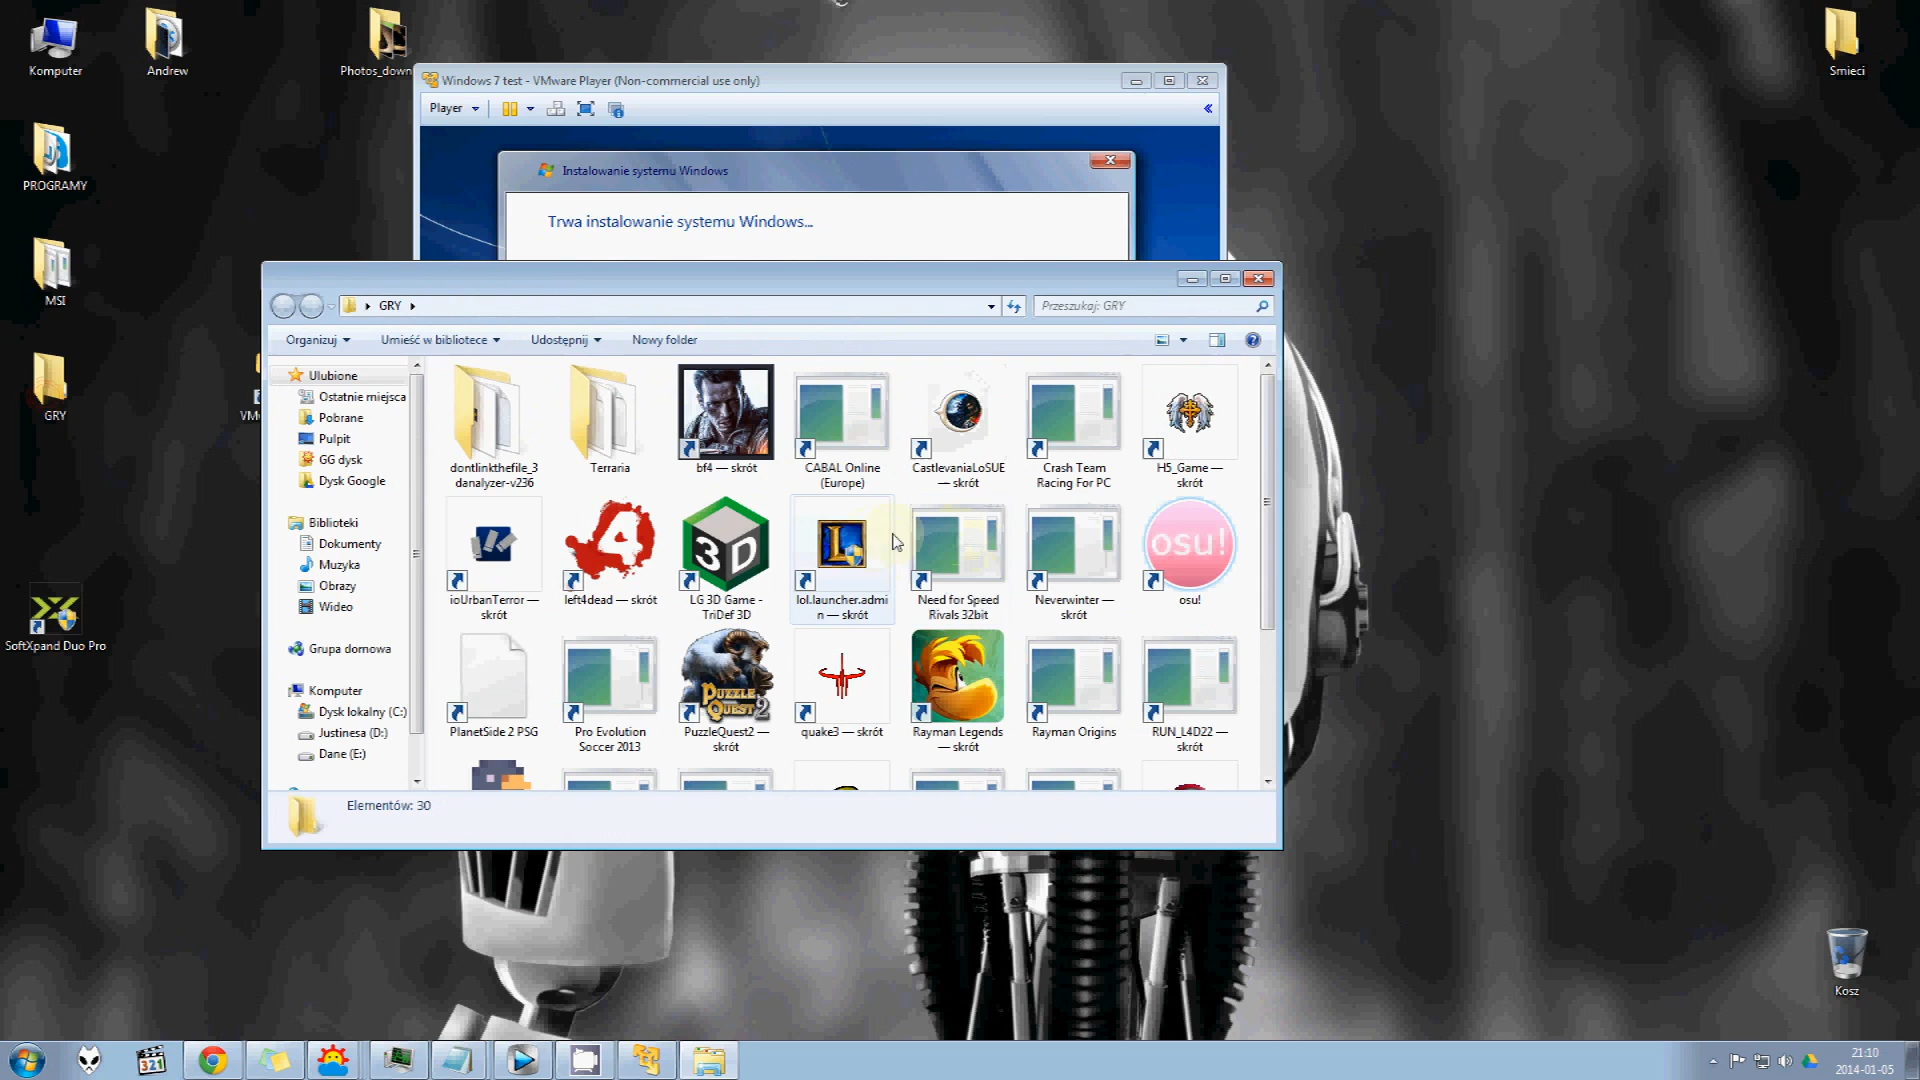 Komputer
Andrew
Photos_down
Smieci
PROGRAMY
MSI
GRY
SoftXpand Duo Pro
Kosz
Windows 7 test - VMware Player (Non-commercial use only)
Player
Instalowanie systemu Windows
Trwa instalowanie systemu Windows...
GRY
Przeszukaj: GRY
Organizuj
Umieść w bibliotece
Udostępnij
Nowy folder
Ulubione
Ostatnie miejsca
Pobrane
Pulpit
GG dysk
Dysk Google
Biblioteki
Dokumenty
Muzyka
Obrazy
Wideo
Grupa domowa
Komputer
Dysk lokalny (C:)
Justinesa (D:)
Dane (E:)
dontlinkthefile_3
danalyzer-v236
Terraria
bf4 — skrót
CABAL Online
(Europe)
CastlevaniaLoSUE
— skrót
Crash Team
Racing For PC
H5_Game —
skrót
ioUrbanTerror —
skrót
left4dead — skrót
3D
LG 3D Game -
TriDef 3D
lol.launcher.admi
n — skrót
Need for Speed
Rivals 32bit
Neverwinter —
skrót
osu!
osu!
PlanetSide 2 PSG
Pro Evolution
Soccer 2013
PUZZLE
QUEST 2
PuzzleQuest2 —
skrót
quake3 — skrót
Rayman Legends
— skrót
Rayman Origins
RUN_L4D22 —
skrót
Elementów: 30
321
21:10
2014-01-05